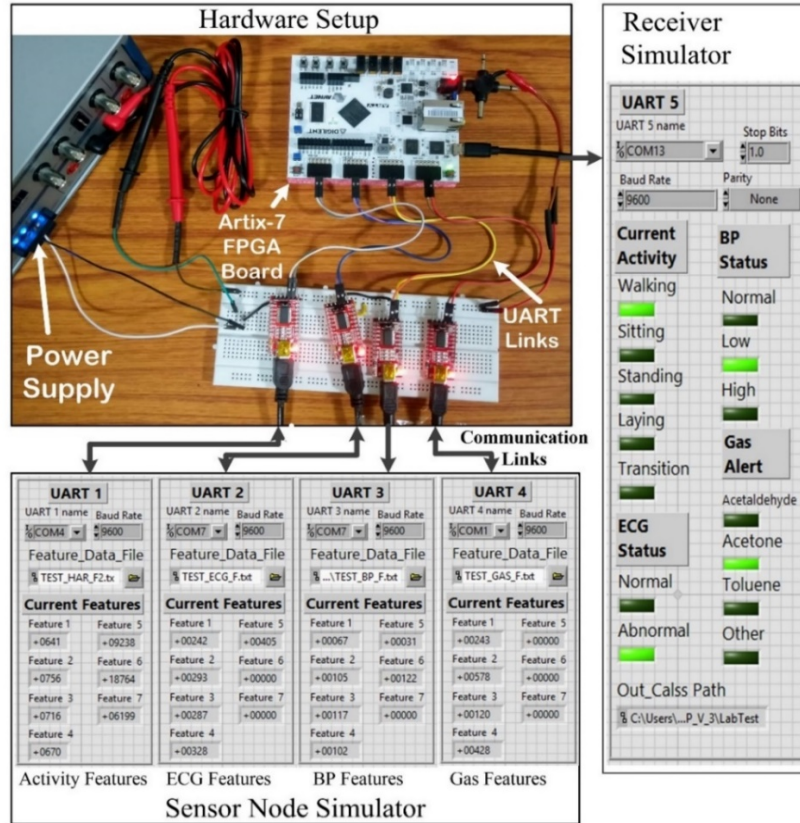 Hardware Setup
DIGILENT
Artix-7
FPGA
Board
UART
Links
Power
Supply
Communication
Links
UART 1
UART 1 name Baud Rate
COM4 9600
Feature_Data_File
TEST_HAR_F2.tx
Current Features
Feature 1 Feature 5
+0641 +09238
Feature 2 Feature 6
+0756 +18764
Feature 3 Feature 7
+0716 +06199
Feature 4
+0670
Activity Features
UART 2
UART 2 name Baud Rate
COM7 9600
Feature_Data_File
TEST_ECG_F.txt
Current Features
Feature 1 Feature 5
+00242 +00405
Feature 2 Feature 6
+00293 +00000
Feature 3 Feature 7
+00287 +00000
Feature 4
+00328
ECG Features
UART 3
UART 3 name Baud Rate
COM7 9600
Feature_Data_File
...\TEST_BP_F.txt
Current Features
Feature 1 Feature 5
+00067 +00031
Feature 2 Feature 6
+00105 +00122
Feature 3 Feature 7
+00117 +00000
Feature 4
+00102
BP Features
UART 4
UART 4 name Baud Rate
COM1 9600
Feature_Data_File
TEST_GAS_F.txt
Current Features
Feature 1 Feature 5
+00243 +00000
Feature 2 Feature 6
+00578 +00000
Feature 3 Feature 7
+00120 +00000
Feature 4
+00428
Gas Features
Sensor Node Simulator
Receiver
Simulator
UART 5
UART 5 name Stop Bits
COM13 1.0
Baud Rate Parity
9600 None
Current
Activity
Walking
Sitting
Standing
Laying
Transition
ECG
Status
Normal
Abnormal
BP
Status
Normal
Low
High
Gas
Alert
Acetaldehyde
Acetone
Toluene
Other
Out_Calss Path
C:\Users\...P_V_3\LabTest